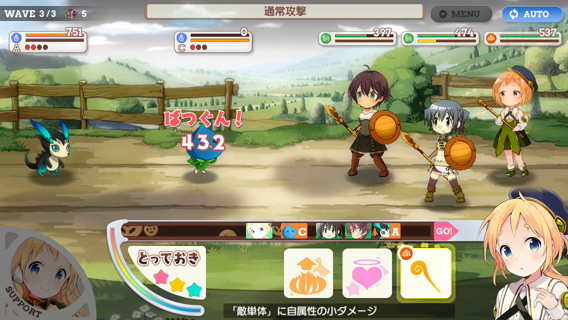 WAVE 3/3 5
通常攻撃
MENU
AUTO
751
A
0
C
397
474
537
ばつぐん!
432
C
A
GO!
とっておき
SUPPORT
「敵単体」に自属性の小ダメージ